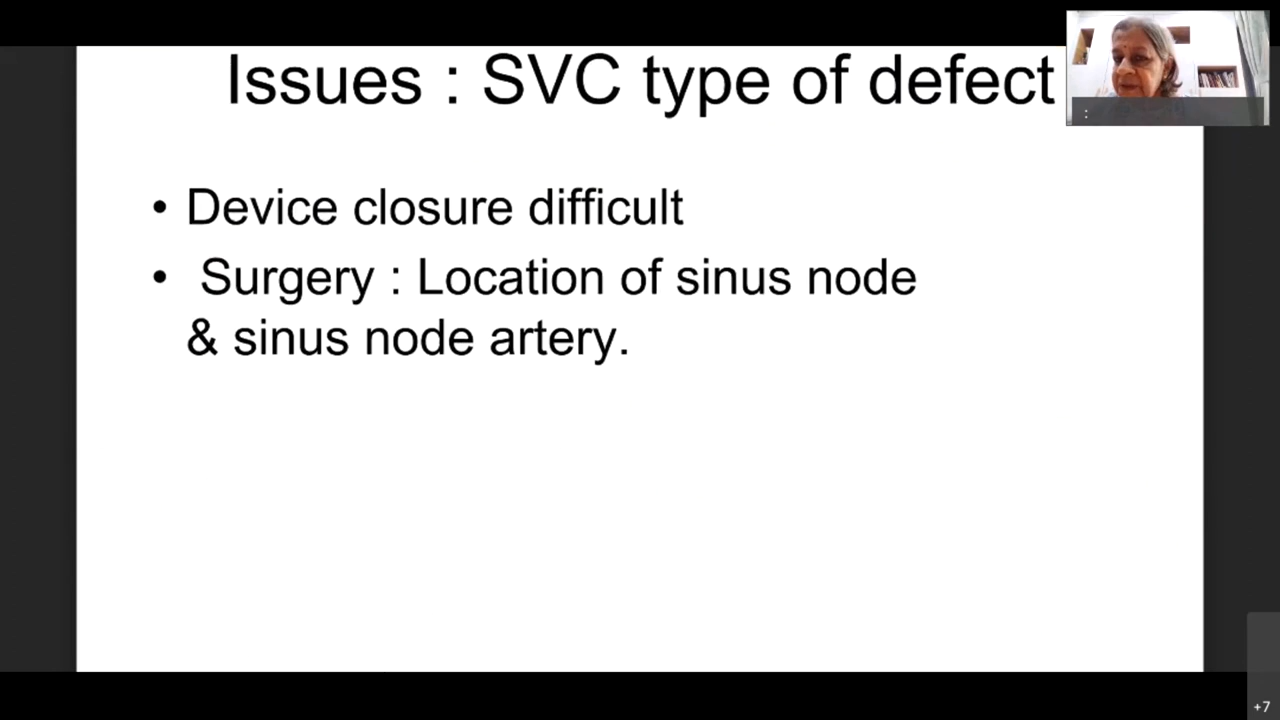 Issues : SVC type of defect
:
• Device closure difficult
• Surgery : Location of sinus node
& sinus node artery.
+7